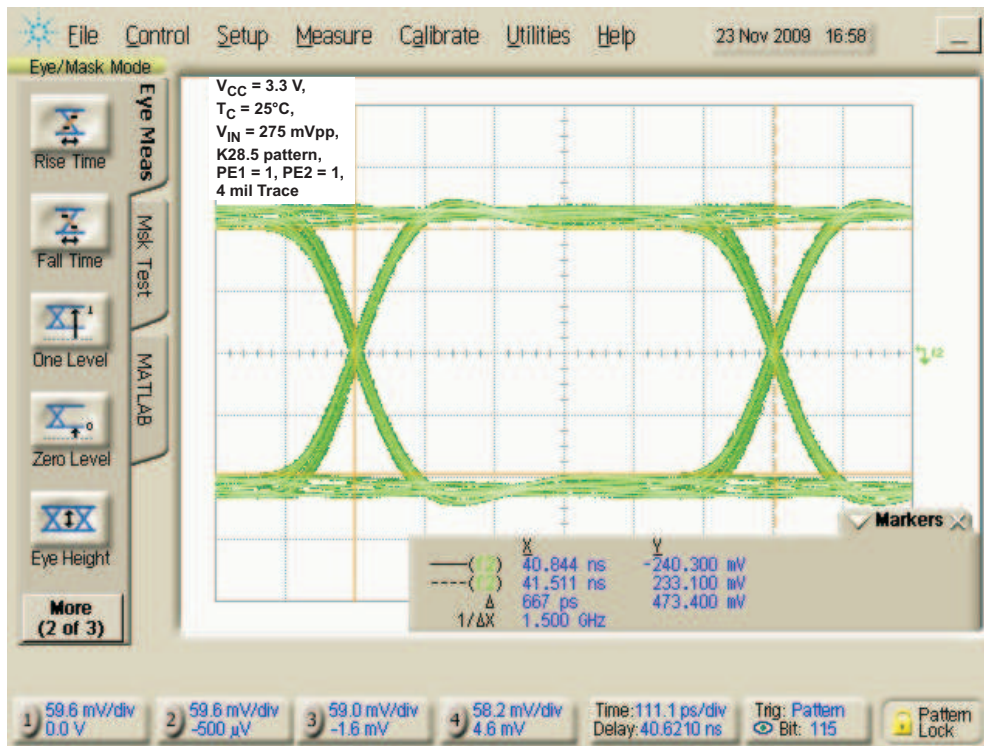 File Control Setup Measure Calibrate Utilities Help 23 Nov 2009 16:58
Eye/Mask Mode
Eye Meas
Msk Test
MATLAB
Rise Time
Fall Time
One Level
Zero Level
Eye Height
More
(2 of 3)
VCC = 3.3 V,
TC = 25°C,
VIN = 275 mVpp,
K28.5 pattern,
PE1 = 1, PE2 = 1,
4 mil Trace
Markers
X Y
——(f2) 40.844 ns -240.300 mV
----(f2) 41.511 ns 233.100 mV
Δ 667 ps 473.400 mV
1/ΔX 1.500 GHz
1) 59.6 mV/div
0.0 V
2) 59.6 mV/div
-500 µV
3) 59.0 mV/div
-1.6 mV
4) 58.2 mV/div
4.6 mV
Time:111.1 ps/div
Delay:40.6210 ns
Trig: Pattern
Bit: 115
Pattern
Lock